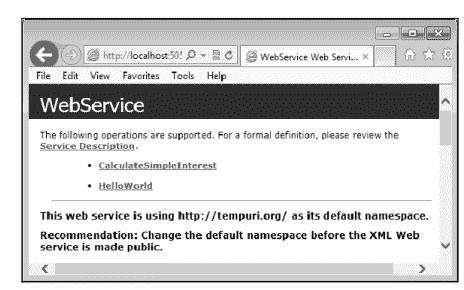 http://localhost:50
WebService Web Servi... ×
File Edit View Favorites Tools Help
WebService
The following operations are supported. For a formal definition, please review the
Service Description.
• CalculateSimpleInterest
• HelloWorld
This web service is using http://tempuri.org/ as its default namespace.
Recommendation: Change the default namespace before the XML Web
service is made public.